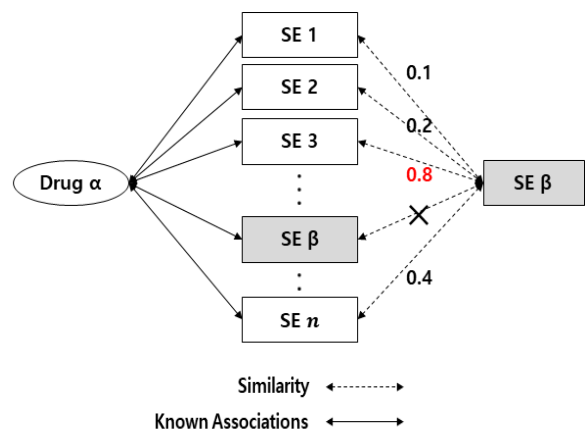 SE 1
0.1
SE 2
0.2
SE 3
0.8
Drug α
SE β
SE β
0.4
SE n
Similarity
Known Associations